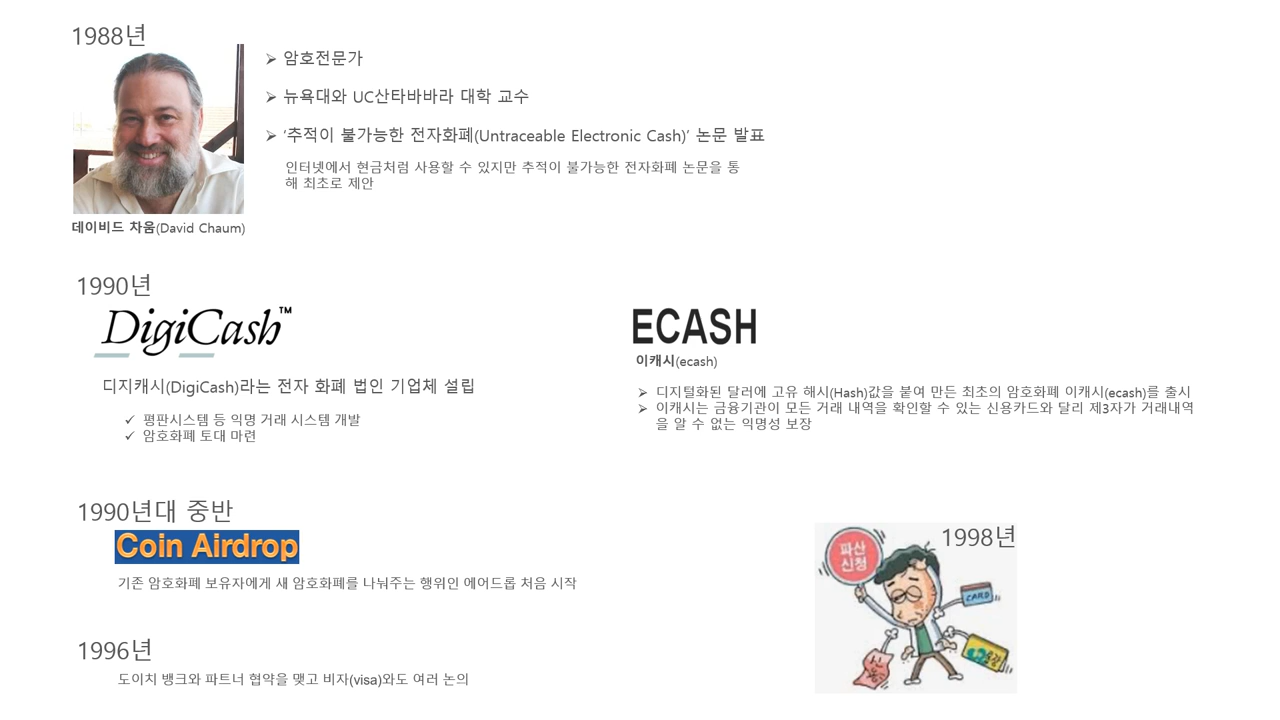 1988년
➢ 암호전문가
➢ 뉴욕대와 UC산타바바라 대학 교수
➢ ‘추적이 불가능한 전자화폐(Untraceable Electronic Cash)’ 논문 발표
인터넷에서 현금처럼 사용할 수 있지만 추적이 불가능한 전자화폐 논문을 통
해 최초로 제안
데이비드 차움(David Chaum)
1990년
DigiCash™
디지캐시(DigiCash)라는 전자 화폐 법인 기업체 설립
✓ 평판시스템 등 익명 거래 시스템 개발
✓ 암호화폐 토대 마련
ECASH
이캐시(ecash)
➢ 디지털화된 달러에 고유 해시(Hash)값을 붙여 만든 최초의 암호화폐 이캐시(ecash)를 출시
➢ 이캐시는 금융기관이 모든 거래 내역을 확인할 수 있는 신용카드와 달리 제3자가 거래내역
을 알 수 없는 익명성 보장
1990년대 중반
Coin Airdrop
기존 암호화폐 보유자에게 새 암호화폐를 나눠주는 행위인 에어드롭 처음 시작
1996년
도이치 뱅크와 파트너 협약을 맺고 비자(visa)와도 여러 논의
1998년
파산
신청
CARD